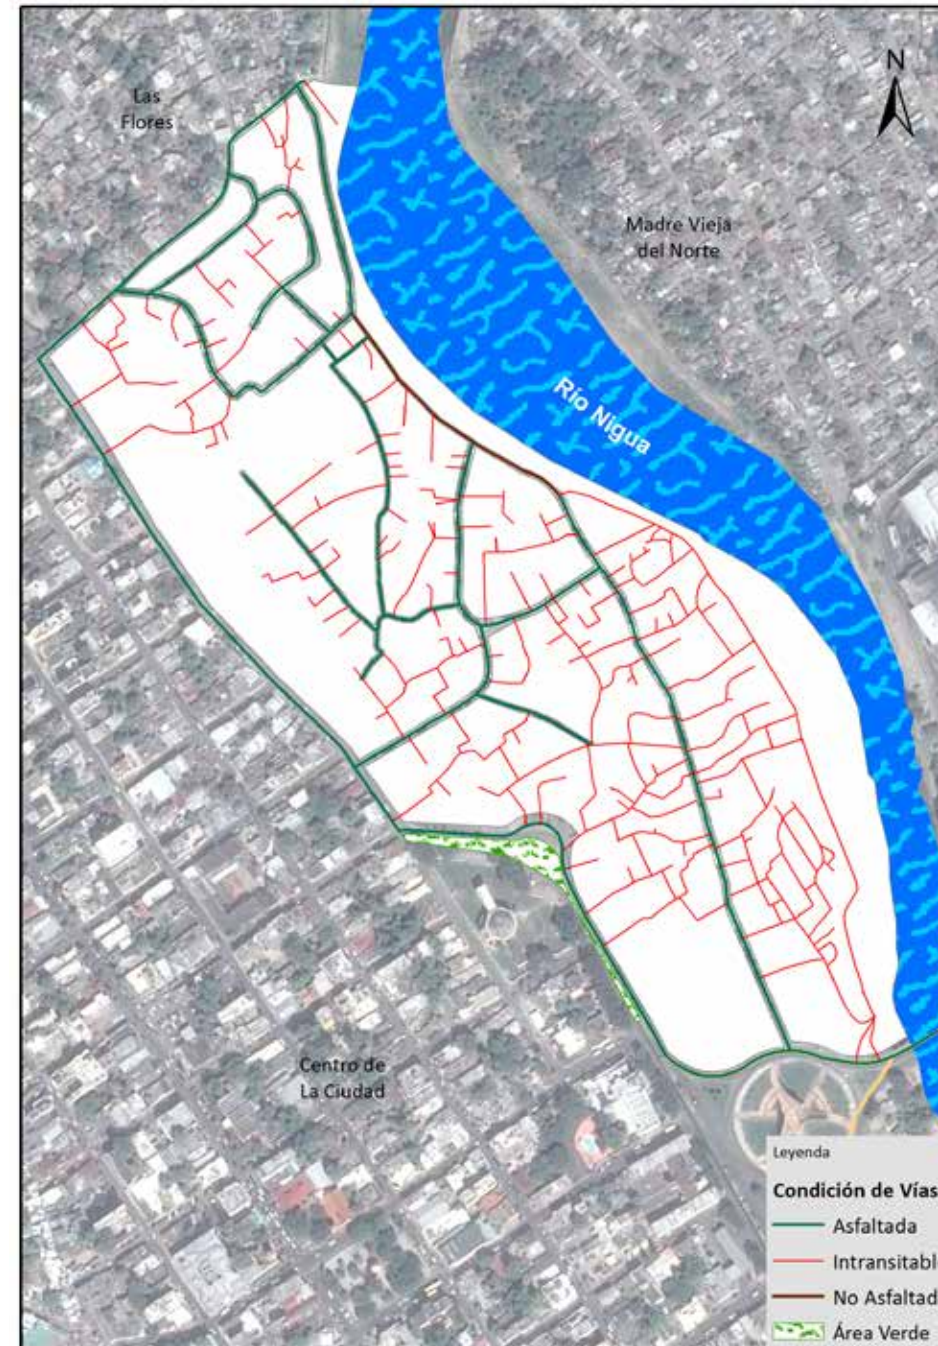 N
Las
Flores
Madre Vieja
del Norte
Río Nigua
Centro de
La Ciudad
Leyenda
Condición de Vías
Asfaltada
Intransitabl
No Asfaltad
Área Verde